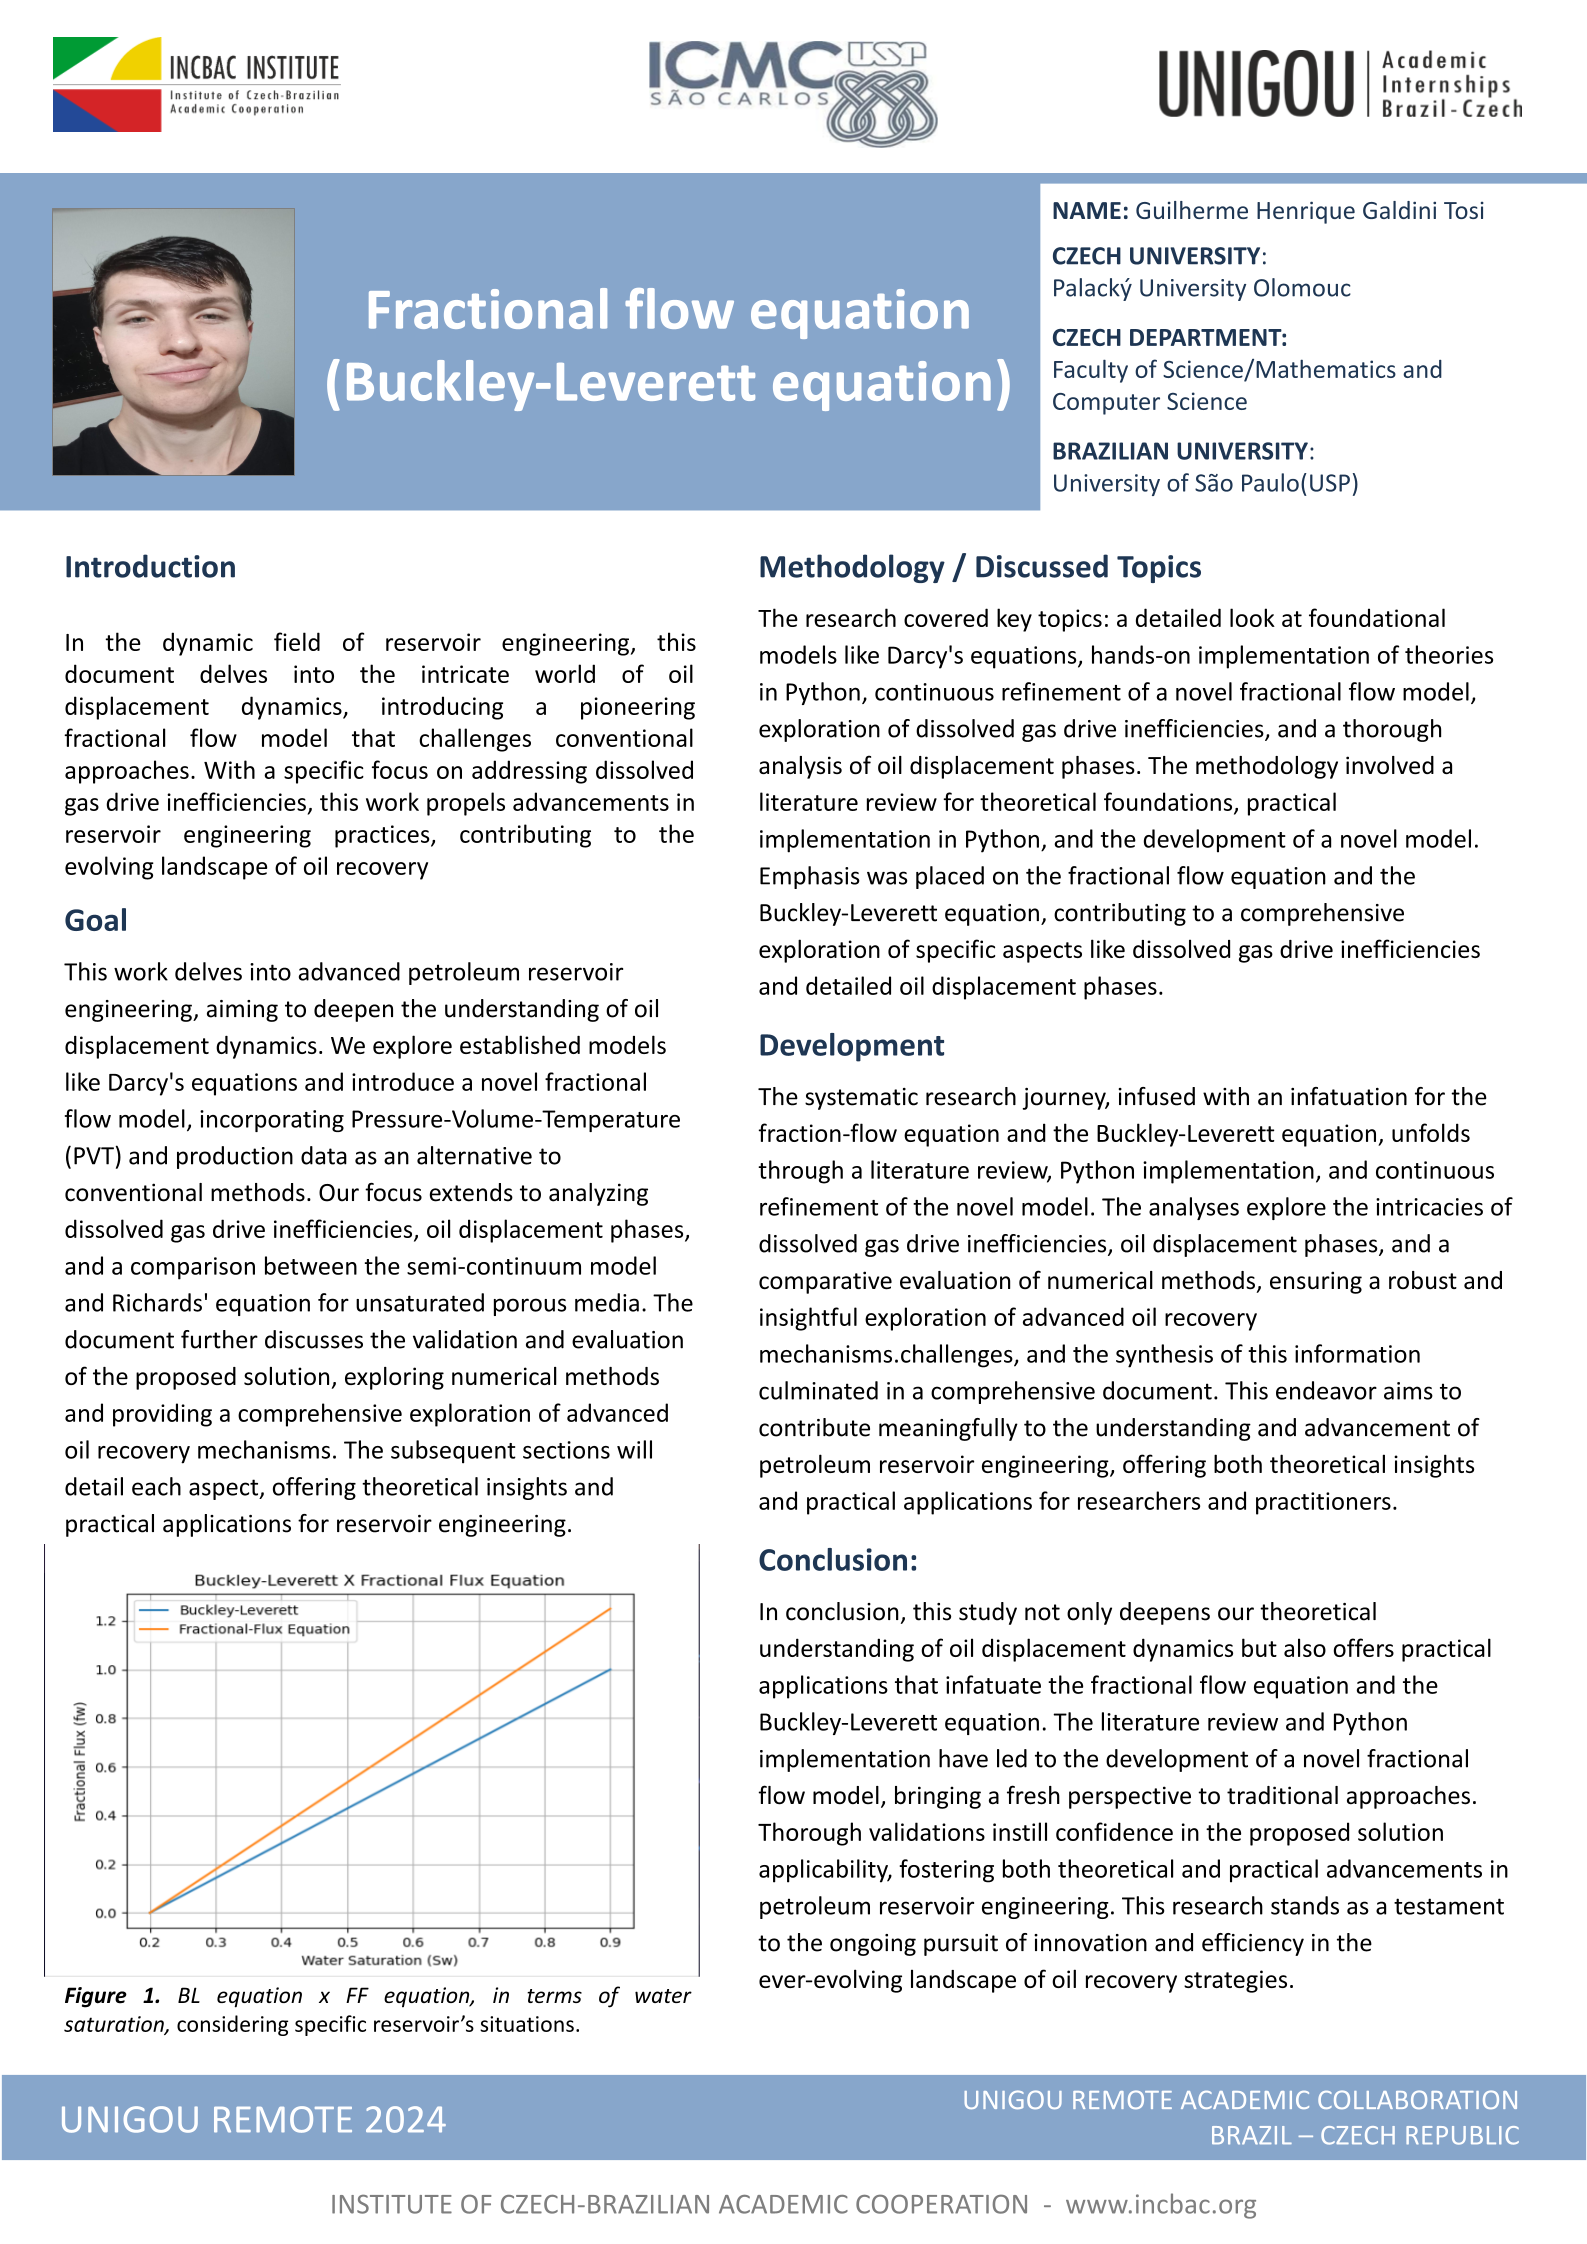 INCBAC INSTITUTE
Institute of Czech-Brazilian
Academic Cooperation
ICMC USP
SÃO CARLOS
UNIGOU
Academic
Internships
Brazil-Czech
Fractional flow equation
(Buckley-Leverett equation)
NAME: Guilherme Henrique Galdini Tosi
CZECH UNIVERSITY:
Palacký University Olomouc
CZECH DEPARTMENT:
Faculty of Science/Mathematics and
Computer Science
BRAZILIAN UNIVERSITY:
University of São Paulo(USP)
Introduction
In the dynamic field of reservoir engineering, this
document delves into the intricate world of oil
displacement dynamics, introducing a pioneering
fractional flow model that challenges conventional
approaches. With a specific focus on addressing dissolved
gas drive inefficiencies, this work propels advancements in
reservoir engineering practices, contributing to the
evolving landscape of oil recovery
Goal
This work delves into advanced petroleum reservoir
engineering, aiming to deepen the understanding of oil
displacement dynamics. We explore established models
like Darcy's equations and introduce a novel fractional
flow model, incorporating Pressure-Volume-Temperature
(PVT) and production data as an alternative to
conventional methods. Our focus extends to analyzing
dissolved gas drive inefficiencies, oil displacement phases,
and a comparison between the semi-continuum model
and Richards' equation for unsaturated porous media. The
document further discusses the validation and evaluation
of the proposed solution, exploring numerical methods
and providing a comprehensive exploration of advanced
oil recovery mechanisms. The subsequent sections will
detail each aspect, offering theoretical insights and
practical applications for reservoir engineering.
Buckley-Leverett X Fractional Flux Equation
Buckley-Leverett
Fractional-Flux Equation
Fractional Flux (fw)
1.2
1.0
0.8
0.6
0.4
0.2
0.0
0.2 0.3 0.4 0.5 0.6 0.7 0.8 0.9
Water Saturation (Sw)
Figure 1. BL equation x FF equation, in terms of water
saturation, considering specific reservoir’s situations.
Methodology / Discussed Topics
The research covered key topics: a detailed look at foundational
models like Darcy's equations, hands-on implementation of theories
in Python, continuous refinement of a novel fractional flow model,
exploration of dissolved gas drive inefficiencies, and a thorough
analysis of oil displacement phases. The methodology involved a
literature review for theoretical foundations, practical
implementation in Python, and the development of a novel model.
Emphasis was placed on the fractional flow equation and the
Buckley-Leverett equation, contributing to a comprehensive
exploration of specific aspects like dissolved gas drive inefficiencies
and detailed oil displacement phases.
Development
The systematic research journey, infused with an infatuation for the
fraction-flow equation and the Buckley-Leverett equation, unfolds
through a literature review, Python implementation, and continuous
refinement of the novel model. The analyses explore the intricacies of
dissolved gas drive inefficiencies, oil displacement phases, and a
comparative evaluation of numerical methods, ensuring a robust and
insightful exploration of advanced oil recovery
mechanisms.challenges, and the synthesis of this information
culminated in a comprehensive document. This endeavor aims to
contribute meaningfully to the understanding and advancement of
petroleum reservoir engineering, offering both theoretical insights
and practical applications for researchers and practitioners.
Conclusion:
In conclusion, this study not only deepens our theoretical
understanding of oil displacement dynamics but also offers practical
applications that infatuate the fractional flow equation and the
Buckley-Leverett equation. The literature review and Python
implementation have led to the development of a novel fractional
flow model, bringing a fresh perspective to traditional approaches.
Thorough validations instill confidence in the proposed solution
applicability, fostering both theoretical and practical advancements in
petroleum reservoir engineering. This research stands as a testament
to the ongoing pursuit of innovation and efficiency in the
ever-evolving landscape of oil recovery strategies.
UNIGOU REMOTE 2024
UNIGOU REMOTE ACADEMIC COLLABORATION
BRAZIL – CZECH REPUBLIC
INSTITUTE OF CZECH-BRAZILIAN ACADEMIC COOPERATION - www.incbac.org